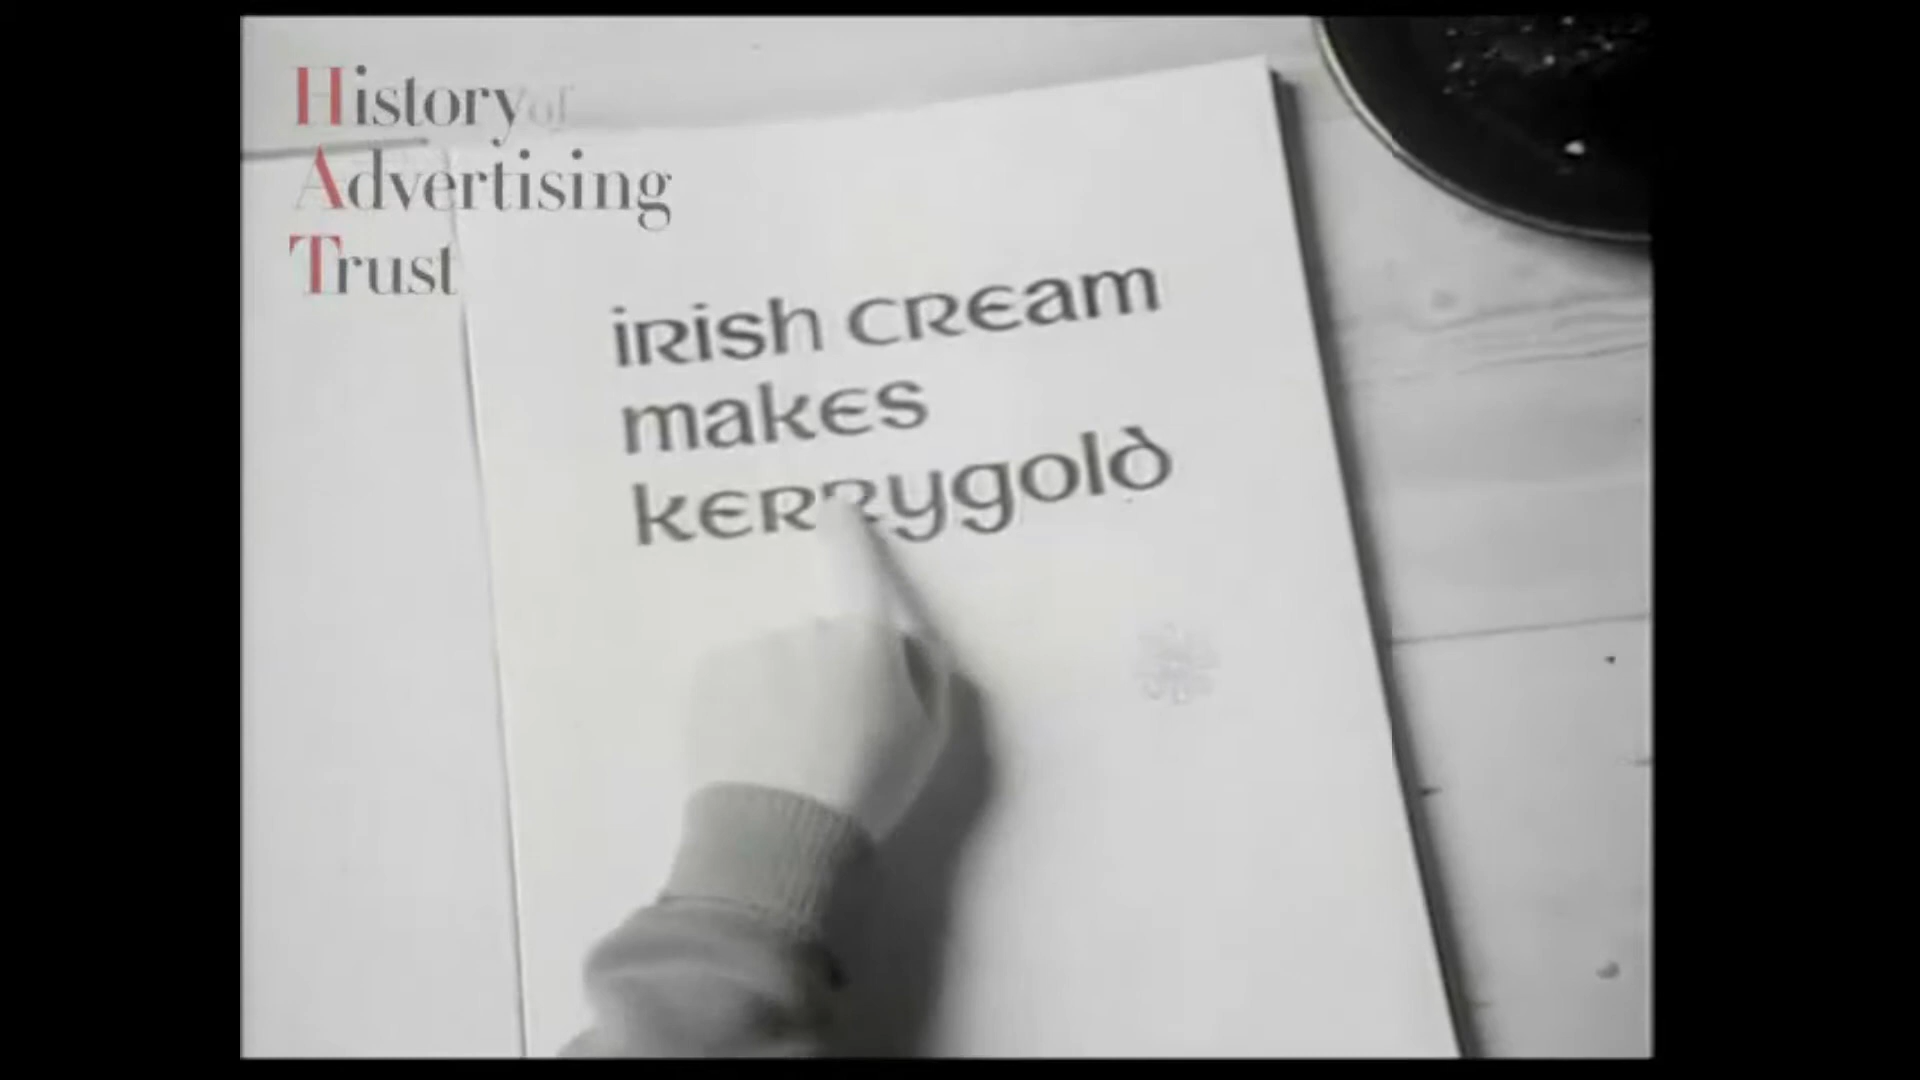 History of
Advertising
Trust
iRish cReam
makes
keRRygold